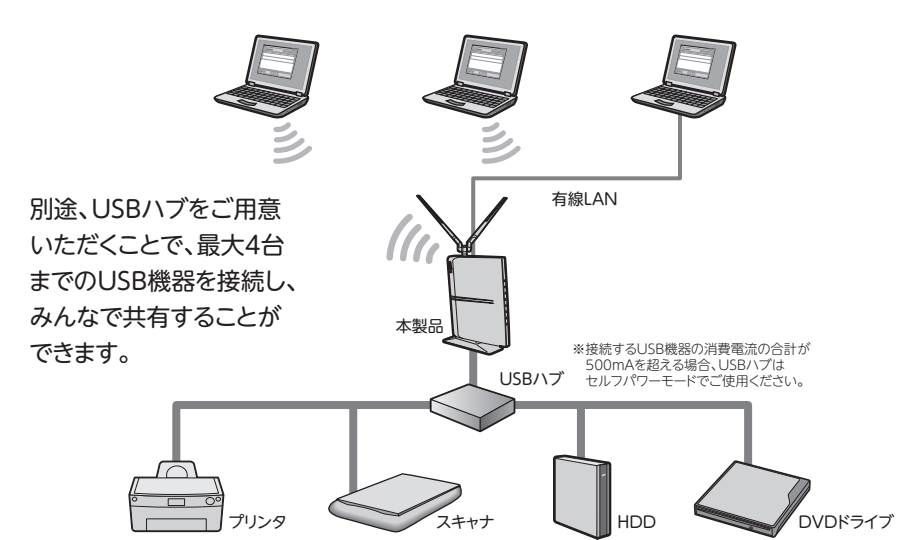 有線LAN
別途、USBハブをご用意
いただくことで、最大4台
までのUSB機器を接続し、
みんなで共有することが
できます。
本製品
※接続するUSB機器の消費電流の合計が
500mAを超える場合、USBハブは
セルフパワーモードでご使用ください。
USBハブ
プリンタ
スキャナ
HDD
DVDドライブ